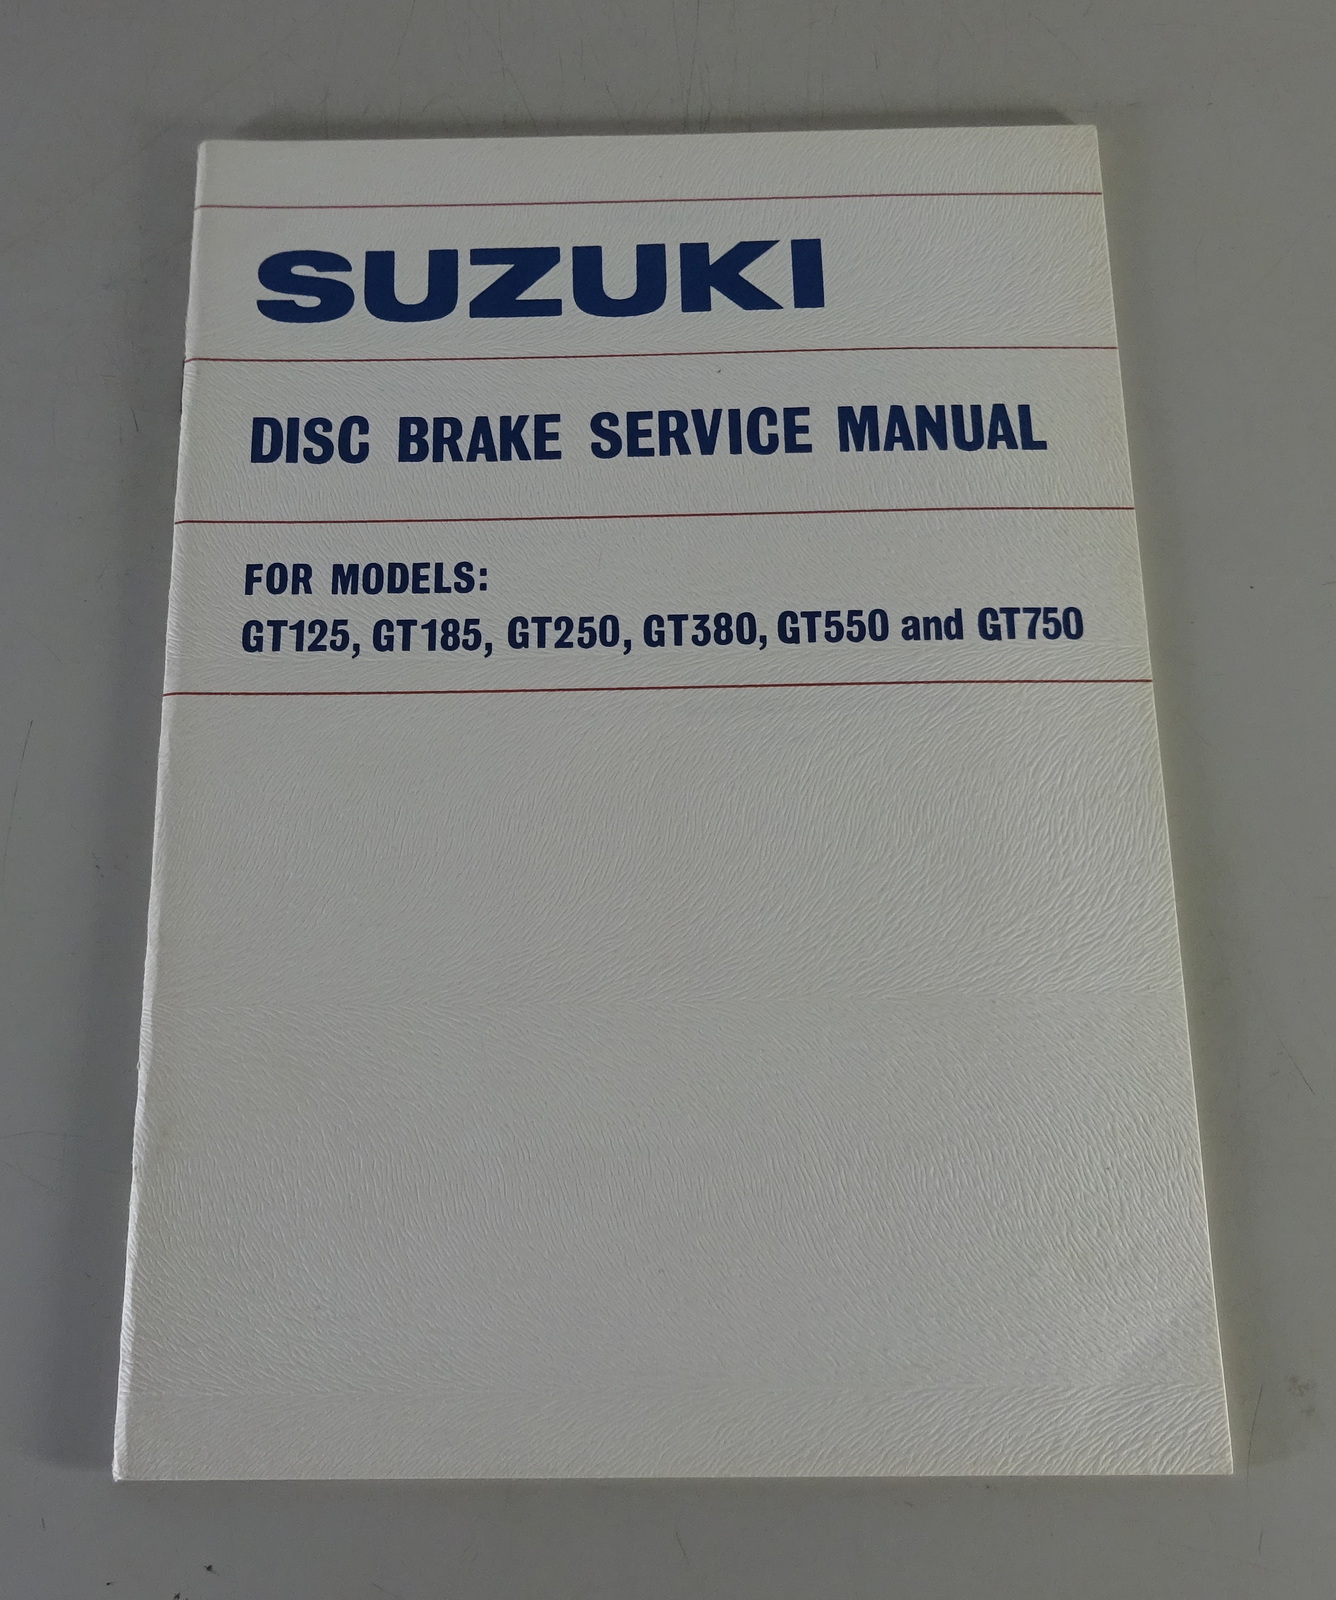 SUZUKI
DISC BRAKE SERVICE MANUAL
FOR MODELS:
GT125, GT185, GT250, GT380, GT550 and GT750